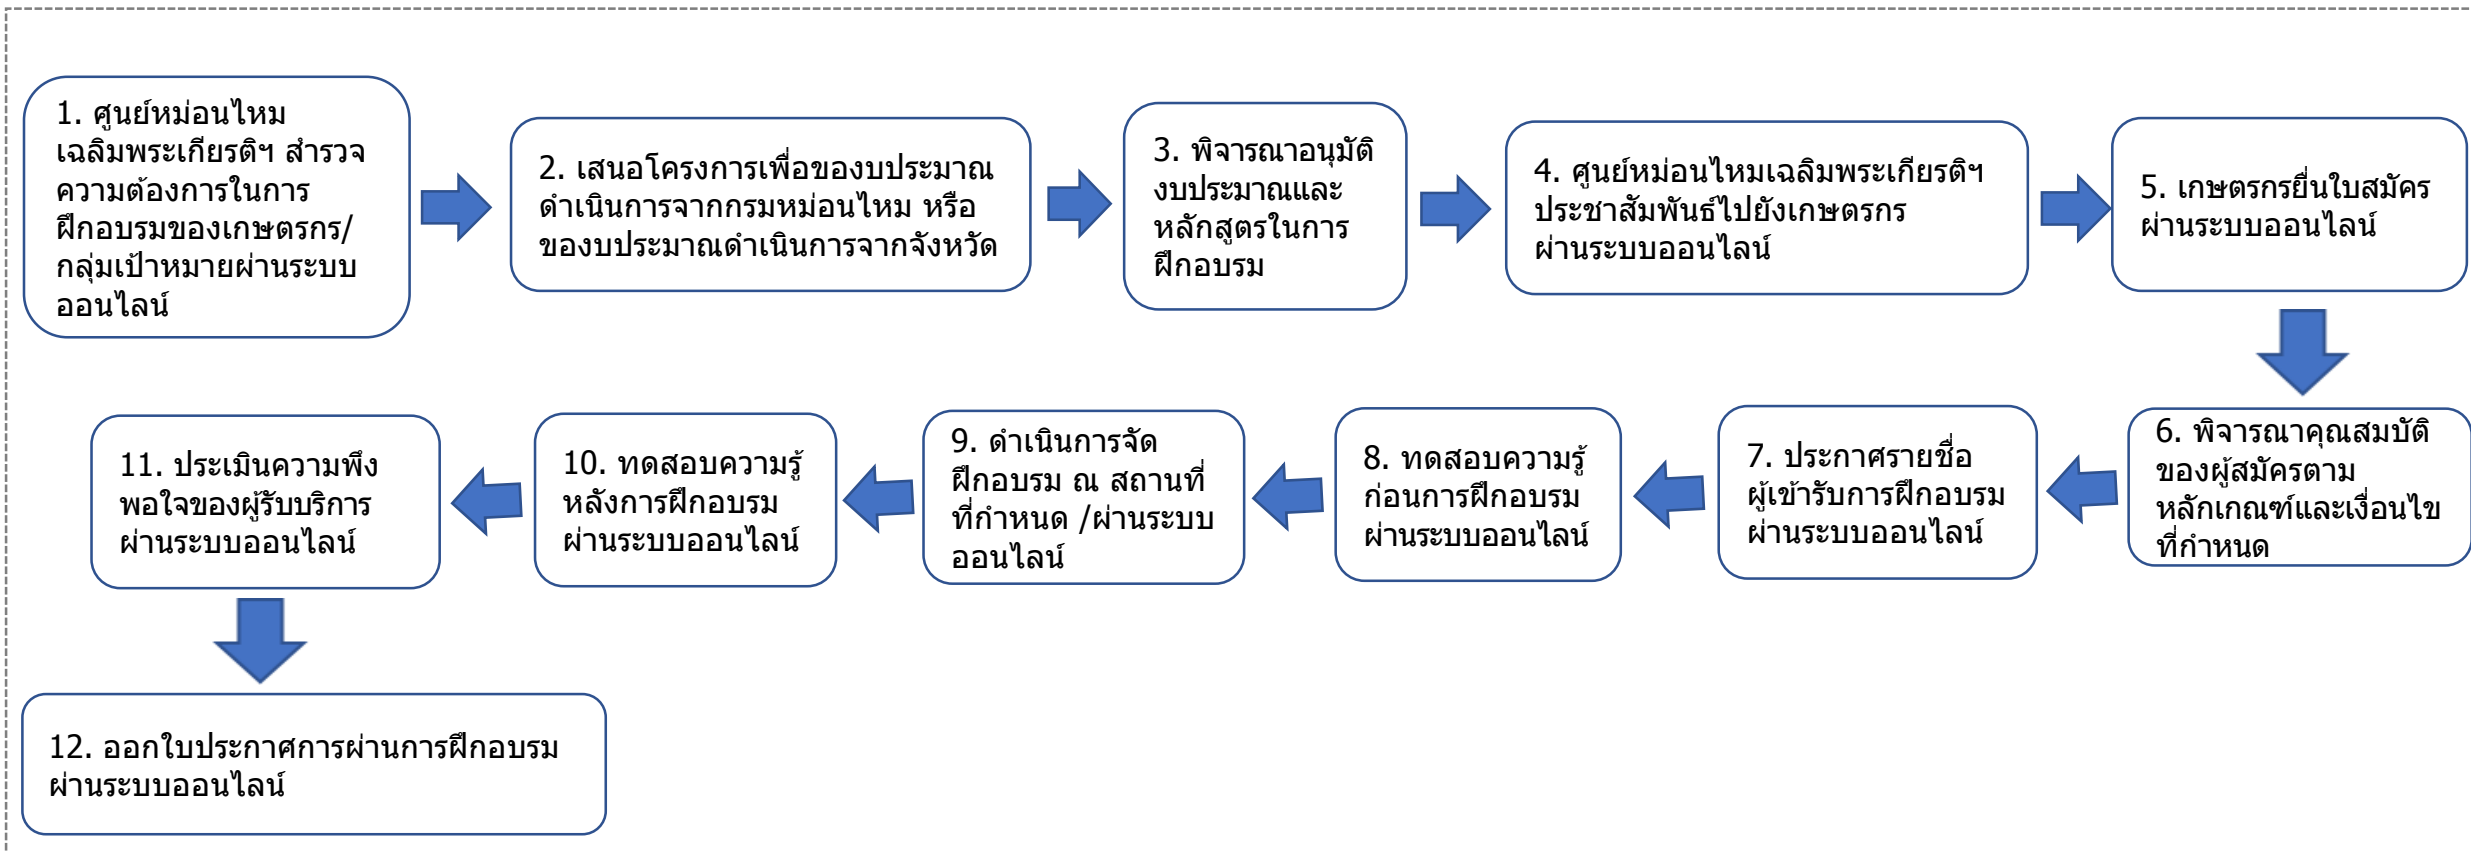 1. ศูนย์หม่อนไหม
เฉลิมพระเกียรติฯ สำรวจ
ความต้องการในการ
ฝึกอบรมของเกษตรกร/
กลุ่มเป้าหมายผ่านระบบ
ออนไลน์
2. เสนอโครงการเพื่อของบประมาณ
ดำเนินการจากกรมหม่อนไหม หรือ
ของบประมาณดำเนินการจากจังหวัด
3. พิจารณาอนุมัติ
งบประมาณและ
หลักสูตรในการ
ฝึกอบรม
4. ศูนย์หม่อนไหมเฉลิมพระเกียรติฯ
ประชาสัมพันธ์ไปยังเกษตรกร
ผ่านระบบออนไลน์
5. เกษตรกรยื่นใบสมัคร
ผ่านระบบออนไลน์
6. พิจารณาคุณสมบัติ
ของผู้สมัครตาม
หลักเกณฑ์และเงื่อนไข
ที่กำหนด
7. ประกาศรายชื่อ
ผู้เข้ารับการฝึกอบรม
ผ่านระบบออนไลน์
8. ทดสอบความรู้
ก่อนการฝึกอบรม
ผ่านระบบออนไลน์
9. ดำเนินการจัด
ฝึกอบรม ณ สถานที่
ที่กำหนด /ผ่านระบบ
ออนไลน์
10. ทดสอบความรู้
หลังการฝึกอบรม
ผ่านระบบออนไลน์
11. ประเมินความพึง
พอใจของผู้รับบริการ
ผ่านระบบออนไลน์
12. ออกใบประกาศการผ่านการฝึกอบรม
ผ่านระบบออนไลน์